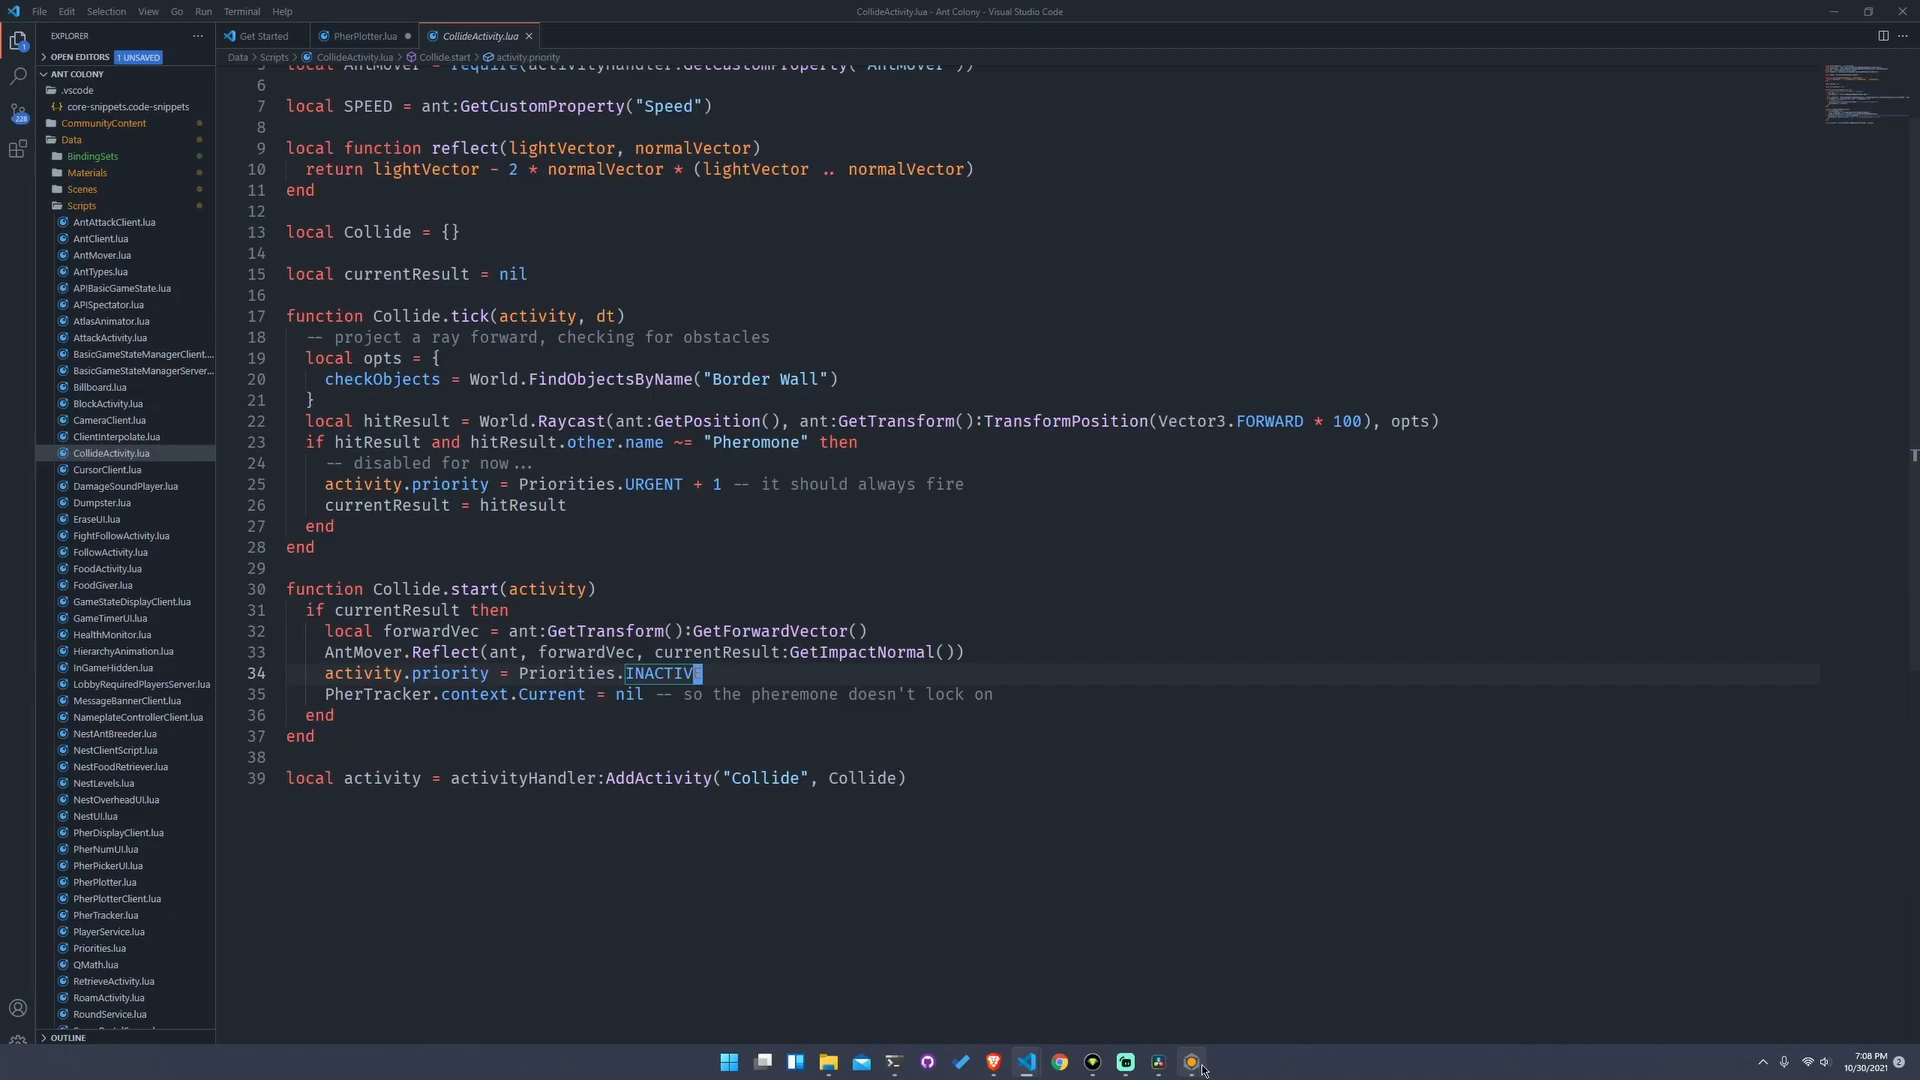 File Edit Selection View Go Run Terminal Help
CollideActivity.lua - Ant Colony - Visual Studio Code
EXPLORER
OPEN EDITORS 1 UNSAVED
ANT COLONY
.vscode
core-snippets.code-snippets
CommunityContent
Data
BindingSets
Materials
Scenes
Scripts
AntAttackClient.lua
AntClient.lua
AntMover.lua
AntTypes.lua
APIBasicGameState.lua
APISpectator.lua
AtlasAnimator.lua
AttackActivity.lua
BasicGameStateManagerClient....
BasicGameStateManagerServer...
Billboard.lua
BlockActivity.lua
CameraClient.lua
ClientInterpolate.lua
CollideActivity.lua
CursorClient.lua
DamageSoundPlayer.lua
Dumpster.lua
EraseUI.lua
FightFollowActivity.lua
FollowActivity.lua
FoodActivity.lua
FoodGiver.lua
GameStateDisplayClient.lua
GameTimerUI.lua
HealthMonitor.lua
HierarchyAnimation.lua
InGameHidden.lua
LobbyRequiredPlayersServer.lua
MessageBannerClient.lua
NameplateControllerClient.lua
NestAntBreeder.lua
NestClientScript.lua
NestFoodRetriever.lua
NestLevels.lua
NestOverheadUI.lua
NestUI.lua
PherDisplayClient.lua
PherNumUI.lua
PherPickerUI.lua
PherPlotter.lua
PherPlotterClient.lua
PherTracker.lua
PlayerService.lua
Priorities.lua
QMath.lua
RetrieveActivity.lua
RoamActivity.lua
RoundService.lua
OUTLINE
1
228
Get Started PherPlotter.lua CollideActivity.lua
Data > Scripts > CollideActivity.lua > Collide.start > activity.priority
local AntMover = require(activityHandler:GetCustomProperty("AntMover"))
6
7 local SPEED = ant:GetCustomProperty("Speed")
8
9 local function reflect(lightVector, normalVector)
10 return lightVector - 2 * normalVector * (lightVector .. normalVector)
11 end
12
13 local Collide = {}
14
15 local currentResult = nil
16
17 function Collide.tick(activity, dt)
18 -- project a ray forward, checking for obstacles
19 local opts = {
20 checkObjects = World.FindObjectsByName("Border Wall")
21 }
22 local hitResult = World.Raycast(ant:GetPosition(), ant:GetTransform():TransformPosition(Vector3.FORWARD * 100), opts)
23 if hitResult and hitResult.other.name ~= "Pheromone" then
24 -- disabled for now...
25 activity.priority = Priorities.URGENT + 1 -- it should always fire
26 currentResult = hitResult
27 end
28 end
29
30 function Collide.start(activity)
31 if currentResult then
32 local forwardVec = ant:GetTransform():GetForwardVector()
33 AntMover.Reflect(ant, forwardVec, currentResult:GetImpactNormal())
34 activity.priority = Priorities.INACTIVE
35 PherTracker.context.Current = nil -- so the pheremone doesn't lock on
36 end
37 end
38
39 local activity = activityHandler:AddActivity("Collide", Collide)
7:08 PM
10/30/2021
2